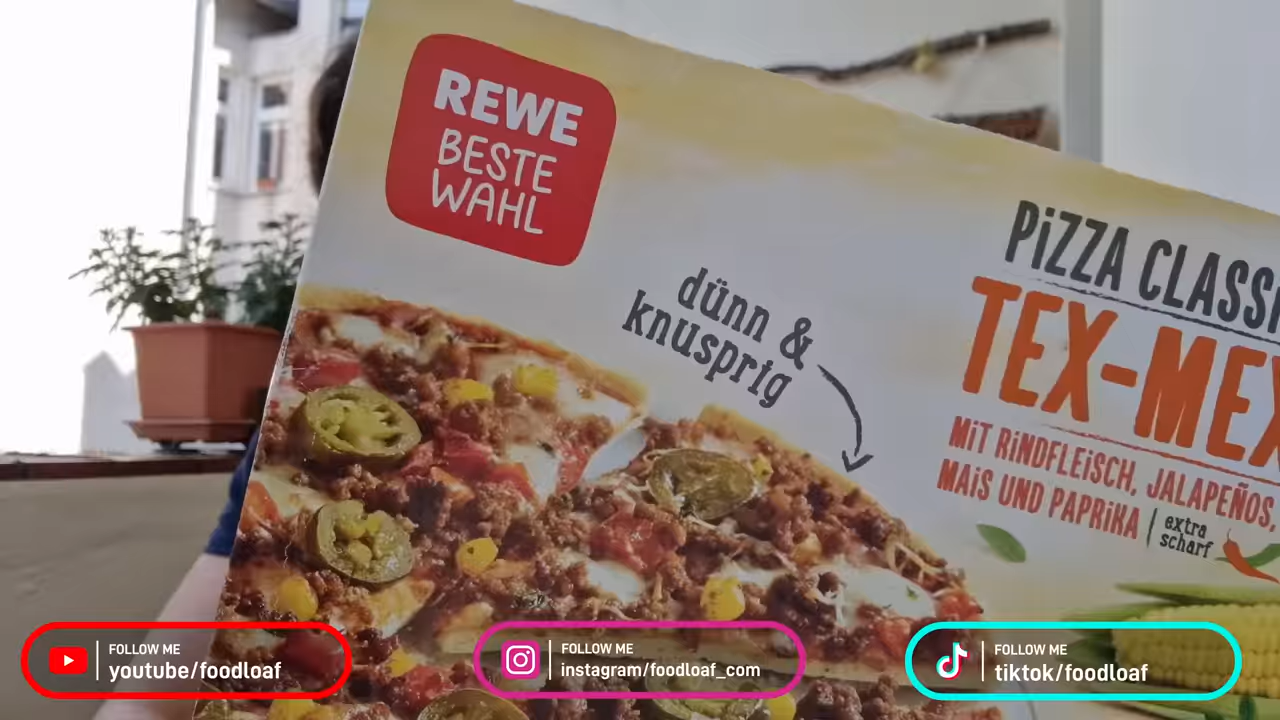 REWE
BESTE
WAHL
dünn &
knusprig
PiZZA CLASSi
TEX-MEX
MiT RiNDFLEiSCH, JALAPEÑOS,
MAiS UND PAPRiKA
extra
scharf
FOLLOW ME
youtube/foodloaf
FOLLOW ME
instagram/foodloaf_com
FOLLOW ME
tiktok/foodloaf